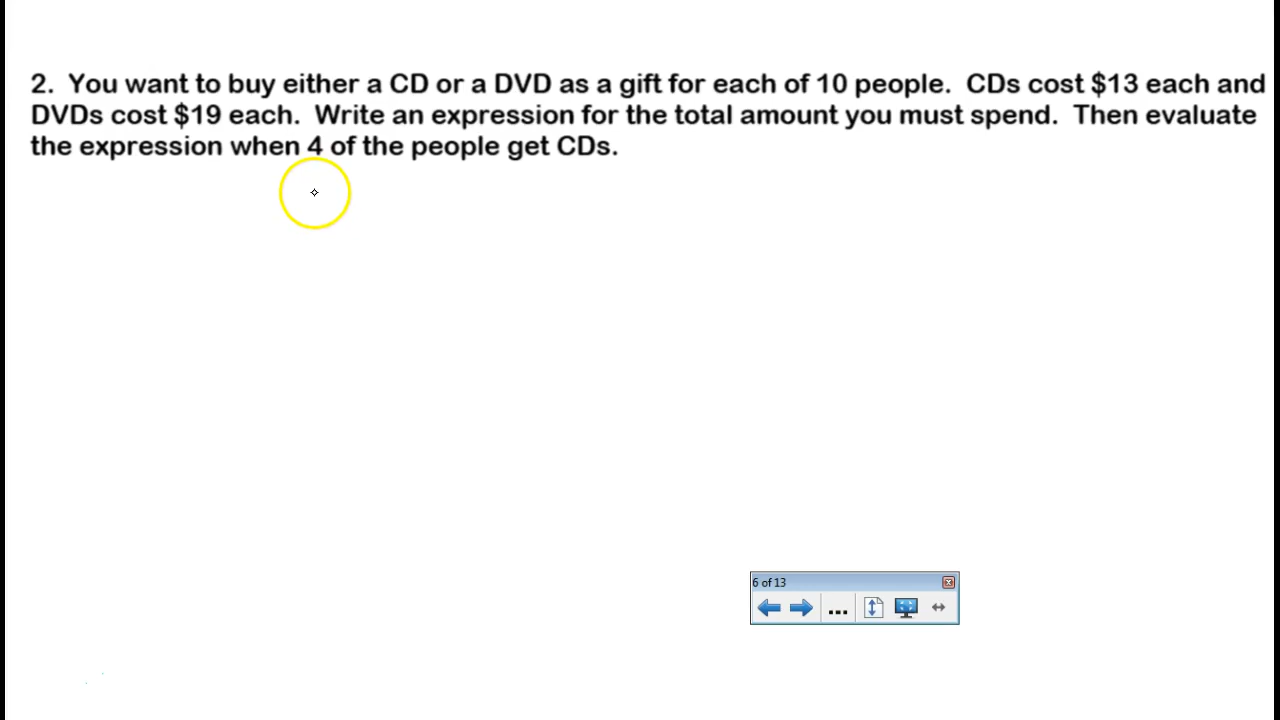 2. You want to buy either a CD or a DVD as a gift for each of 10 people. CDs cost $13 each and
DVDs cost $19 each. Write an expression for the total amount you must spend. Then evaluate
the expression when 4 of the people get CDs.
6 of 13
...